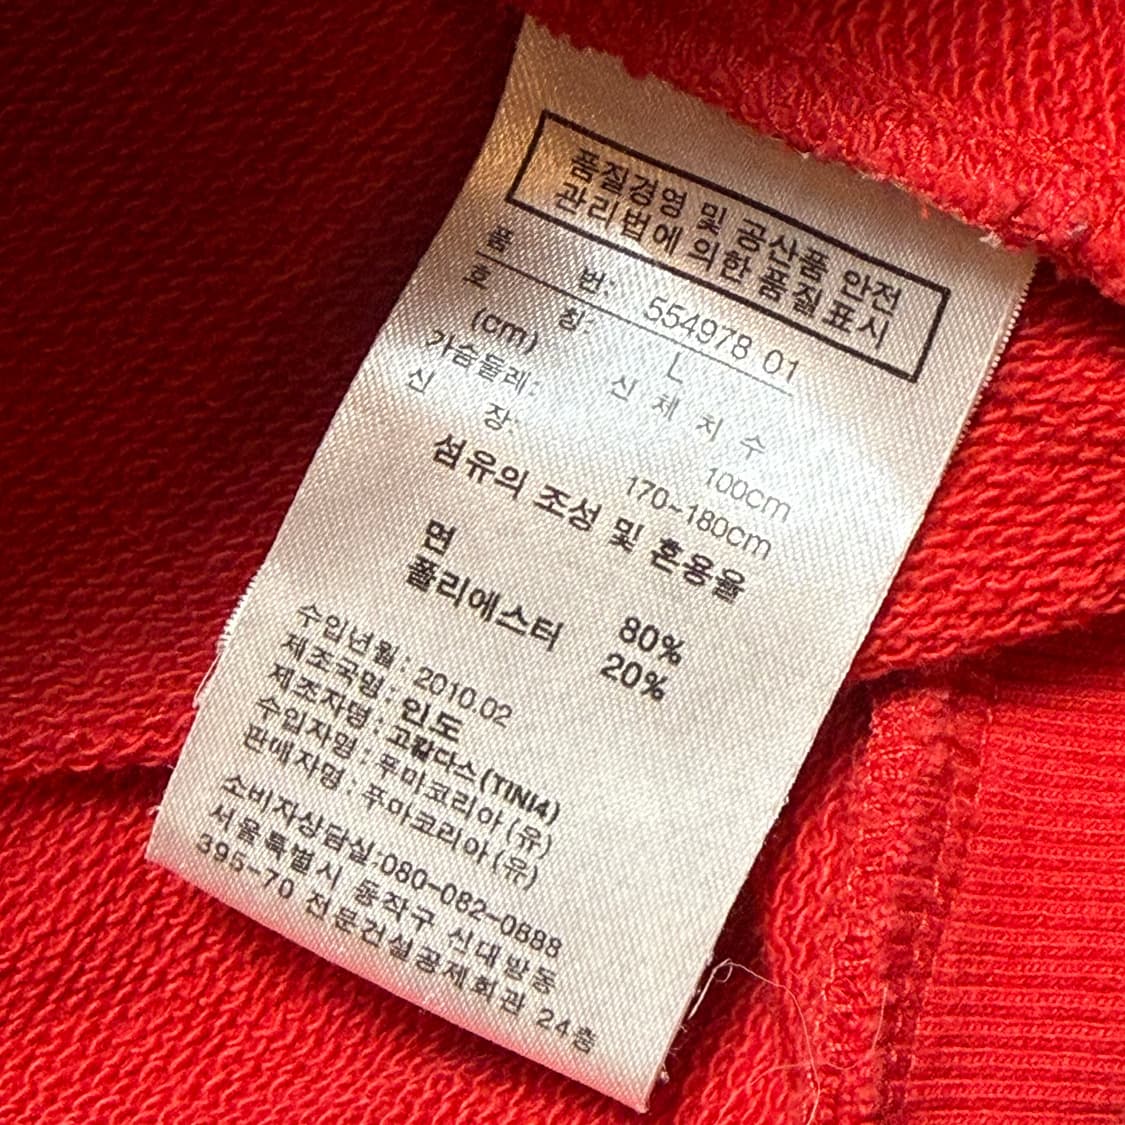 품질경영 및 공산품 안전
관리법에 의한 품질표시
품 번: 554978 01
호 칭: L
(cm) 신 체 치 수
가슴둘레: 100cm
신 장: 170-180cm
섬유의 조성 및 혼용율
면 80%
폴리에스터 20%
수입년월: 2010.02
제조국명: 인도
제조자명: 고칼다스(TINI4)
수입자명: 푸마코리아(유)
판매자명: 푸마코리아(유)
소비자상담실:080-082-0888
서울특별시 동작구 신대방동
395-70 전문건설공제회관 24층